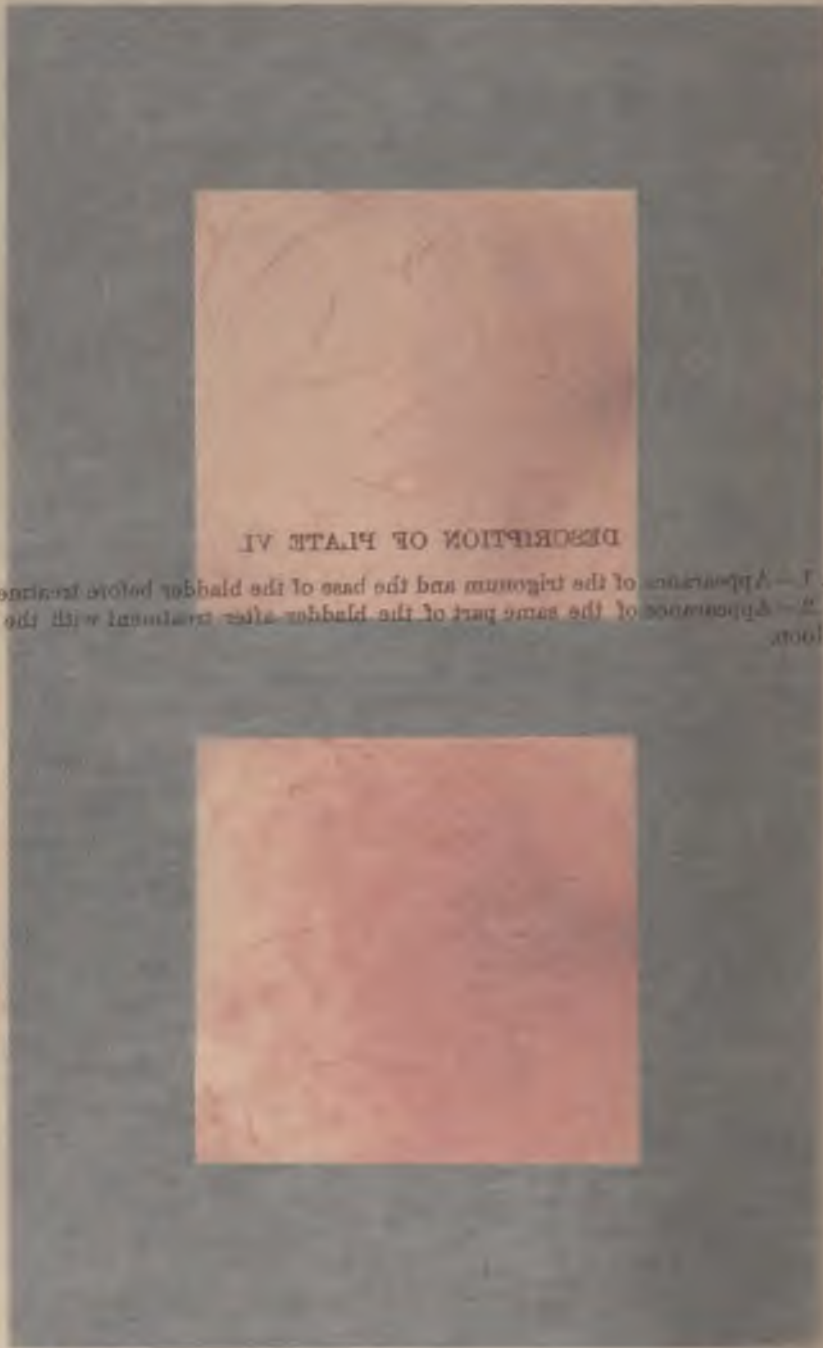 DESCRIPTION OF PLATE VI.
1.—Appearance of the trigonum and the base of the bladder before
2.—Appearance of the same part of the bladder after treatment with the